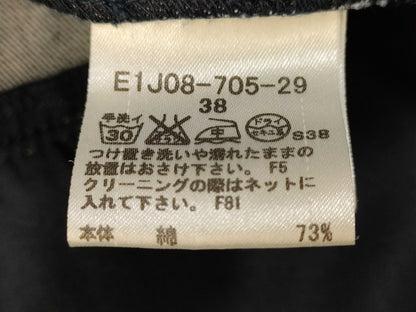 E1J08-705-29
38
手洗イ
30 中 ドライ セキユ系 S38
つけ置き洗いや濡れたままの
放置はおさけ下さい。 F5
クリーニングの際はネットに
入れて下さい。 F81
本体 綿 73%